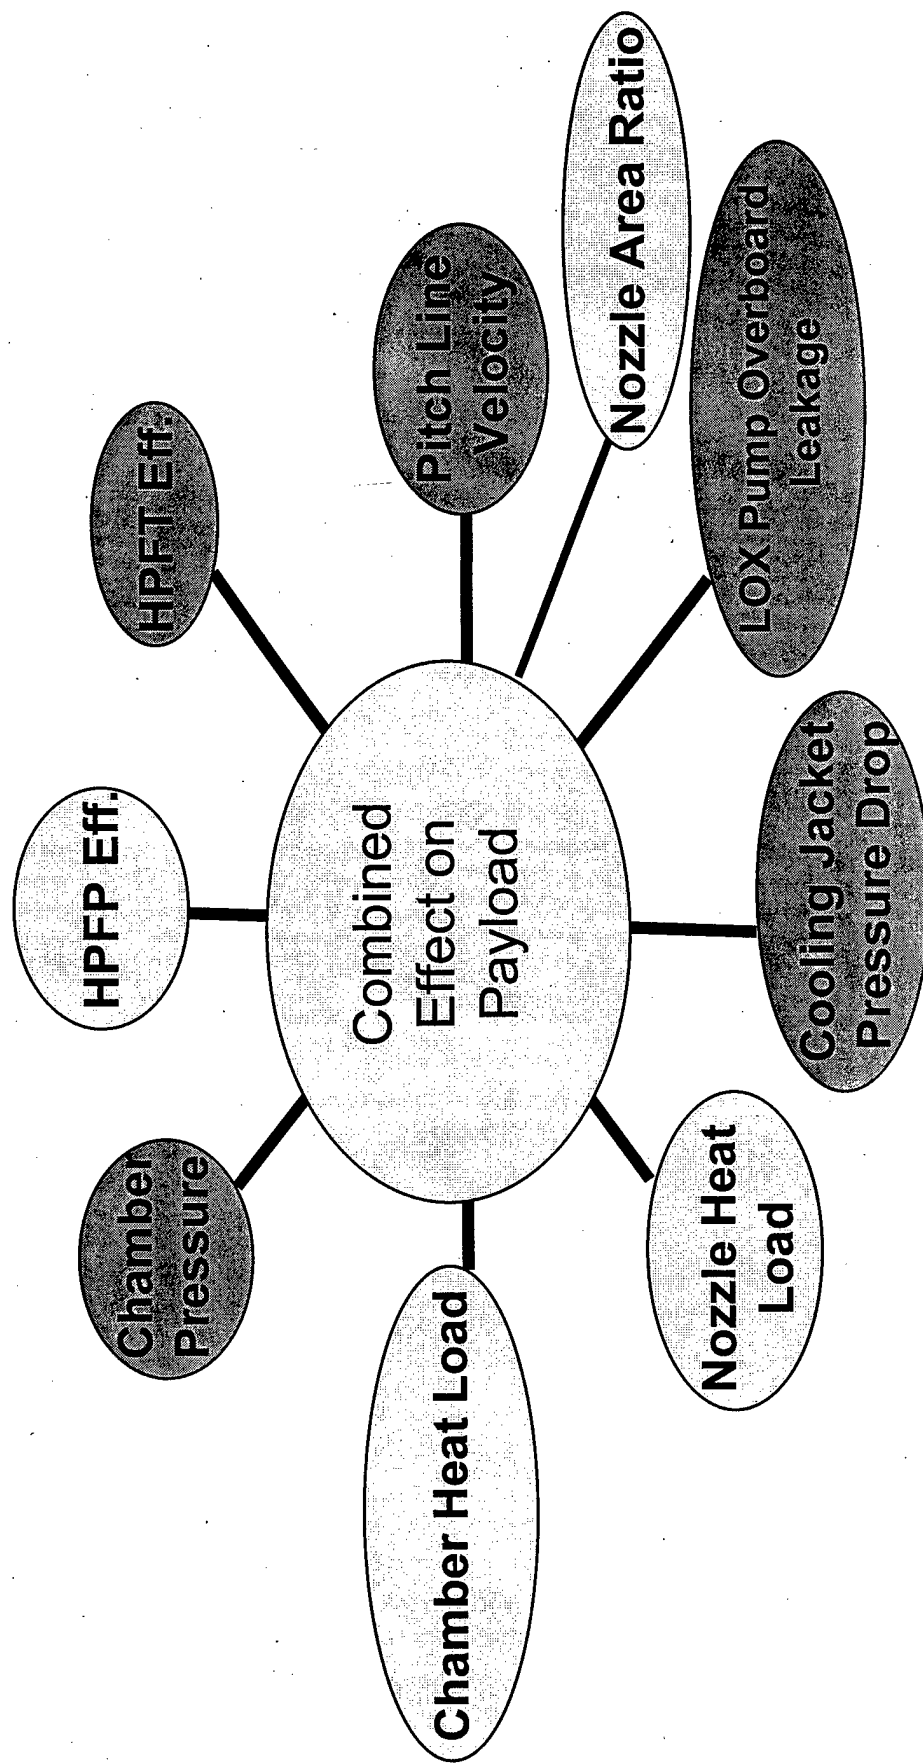 HPFP Eff.
Chamber
Pressure
HPFT Eff.
Chamber Heat Load
Combined
Effect on
Payload
Pitch Line
Velocity
Nozzle Area Ratio
Nozzle Heat
Load
LOX Pump Overboard
Leakage
Cooling Jacket
Pressure Drop